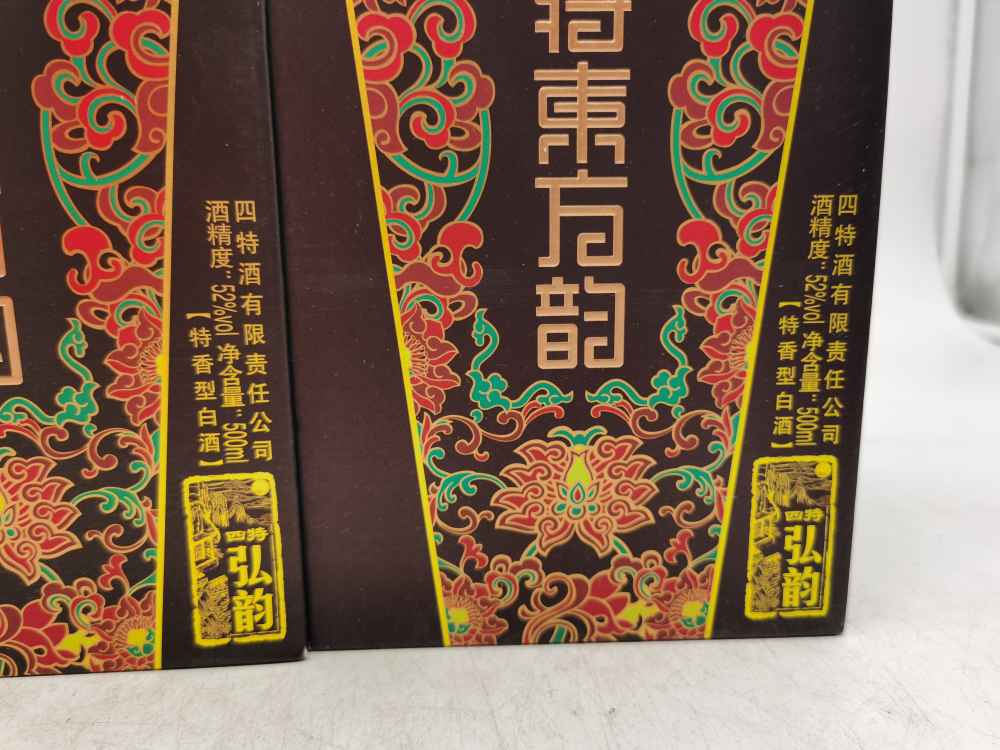 特東方韵
四特酒有限责任公司
酒精度:52%vol 净含量:500ml
【特香型白酒】
四特
弘韵
四特酒有限责任公司
酒精度:52%vol 净含量:500ml
【特香型白酒】
四特
弘韵